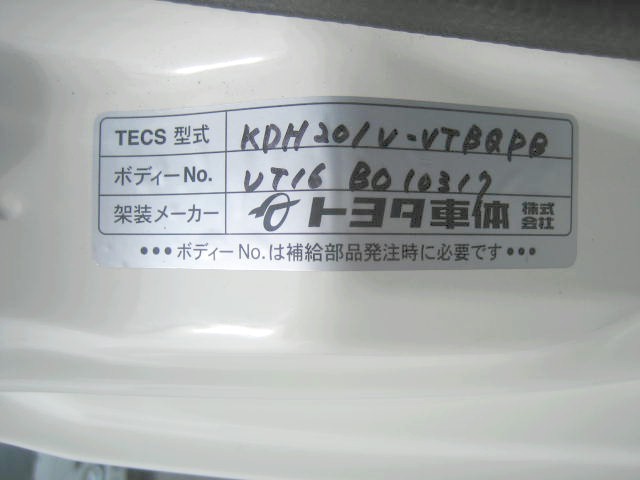 TECS 型式 KDH201V-VTBQPB
ボディーNo. VT16 B010317
架装メーカー トヨタ車体 株式会社
•••ボディーNo.は補給部品発注時に必要です•••